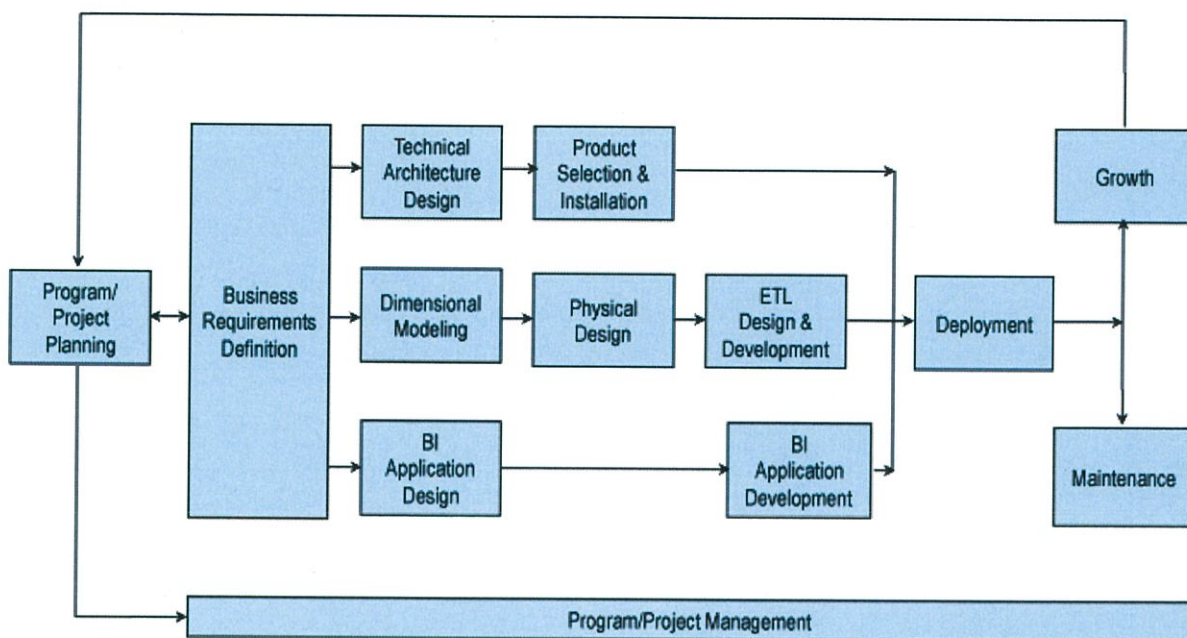 Program/
Project
Planning
Business
Requirements
Definition
Technical
Architecture
Design
Product
Selection &
Installation
Dimensional
Modeling
Physical
Design
ETL
Design &
Development
BI
Application
Design
BI
Application
Development
Deployment
Growth
Maintenance
Program/Project Management